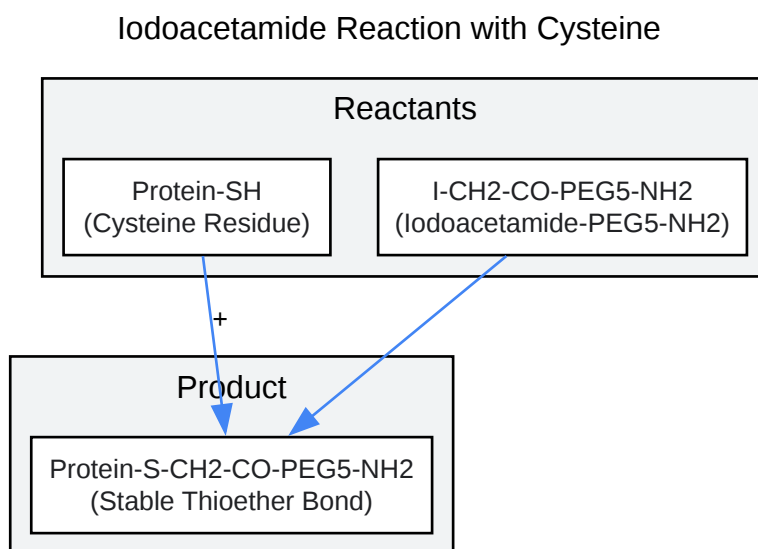 Iodoacetamide Reaction with Cysteine
Reactants
Protein-SH
(Cysteine Residue)
I-CH2-CO-PEG5-NH2
(Iodoacetamide-PEG5-NH2)
+
Product
Protein-S-CH2-CO-PEG5-NH2
(Stable Thioether Bond)